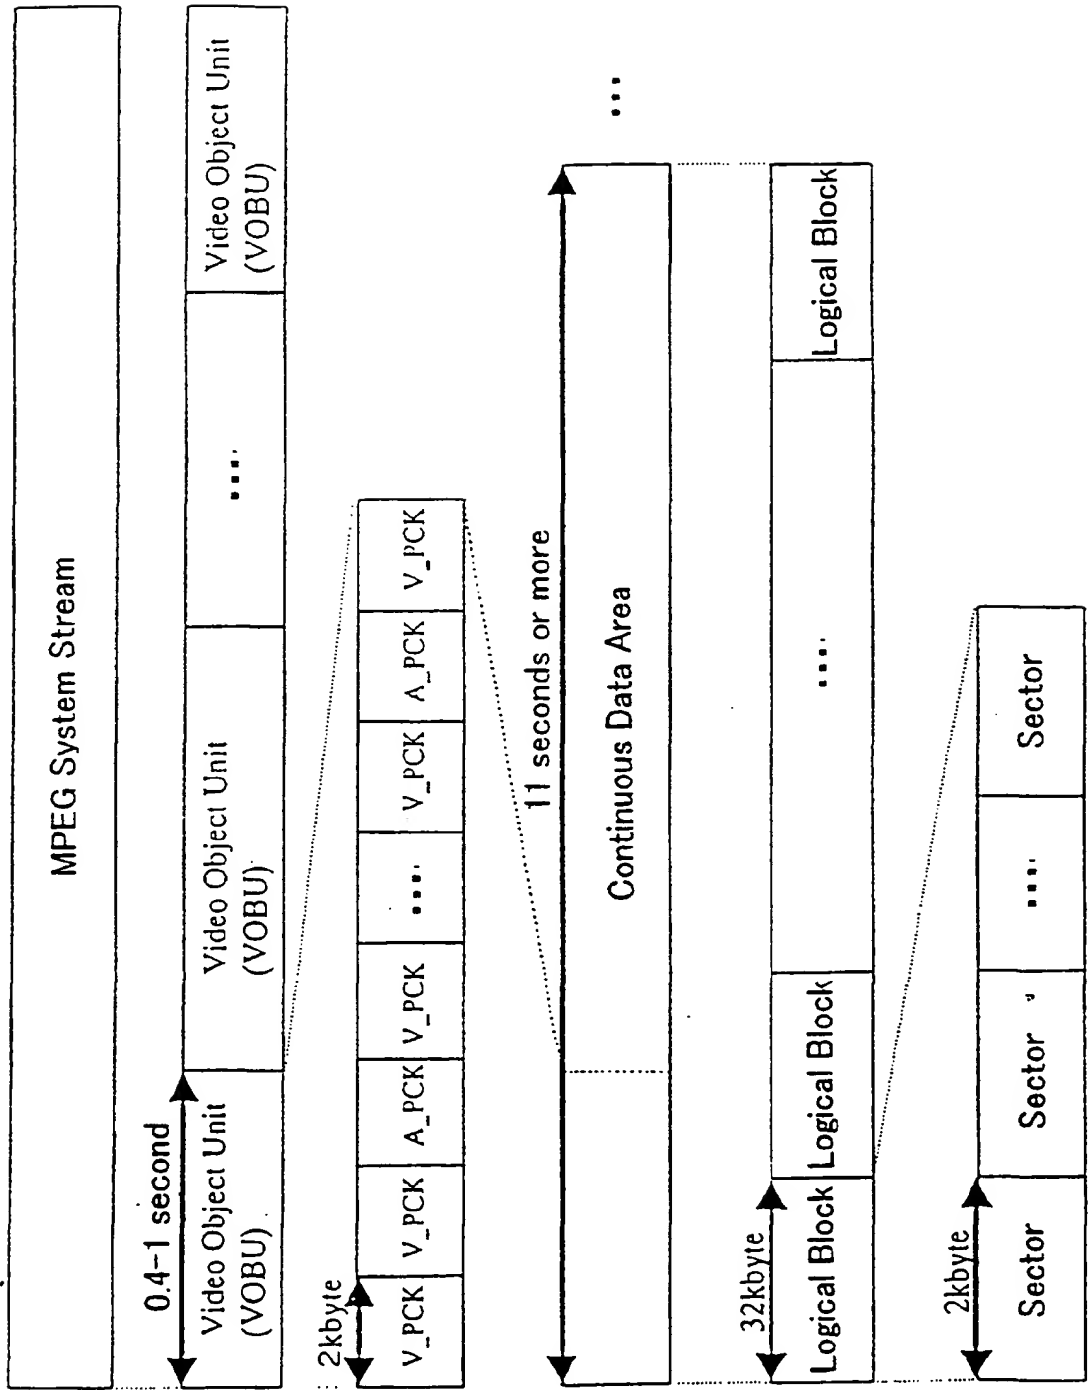 MPEG System Stream
0.4-1 second
Video Object Unit
(VOBU)
Video Object Unit
(VOBU)
....
Video Object Unit
(VOBU)
2kbyte
V_PCK
V_PCK
A_PCK
V_PCK
....
V_PCK
A_PCK
V_PCK
11 seconds or more
Continuous Data Area
...
32kbyte
Logical Block
Logical Block
....
Logical Block
2kbyte
Sector
Sector
....
Sector